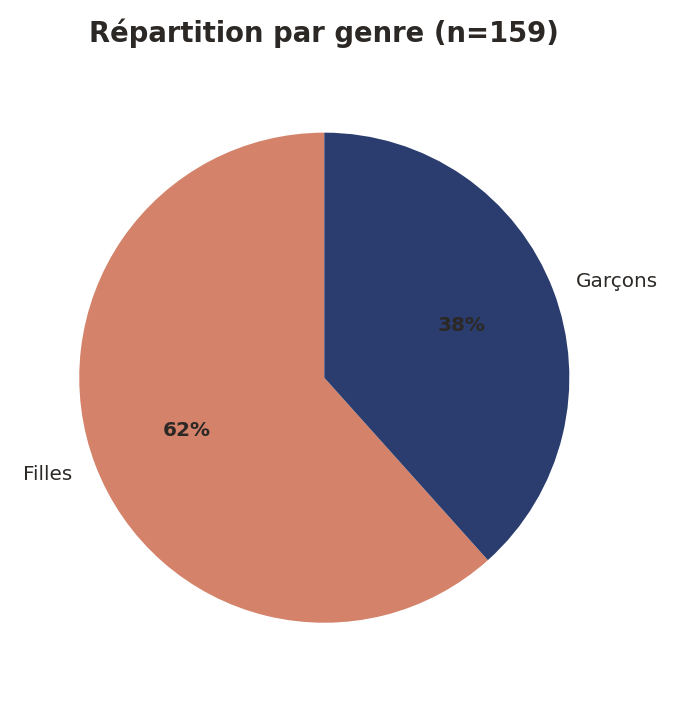 Répartition par genre (n=159)
Garçons
38%
62%
Filles